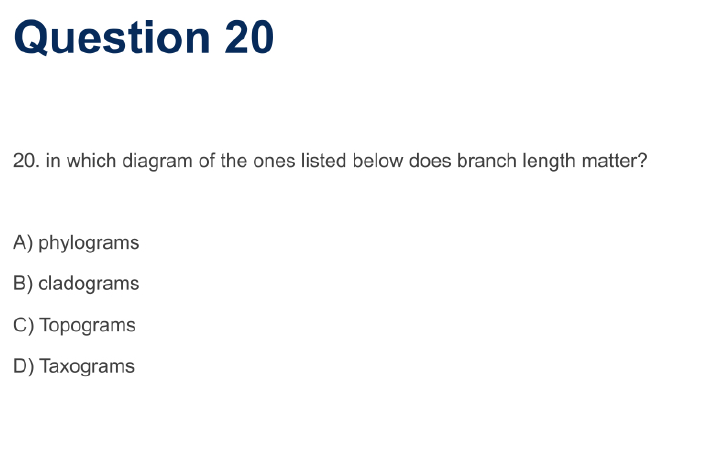 Question 20
20. in which diagram of the ones listed below does branch length matter?
A) phylograms
B) cladograms
C) Topograms
D) Taxograms